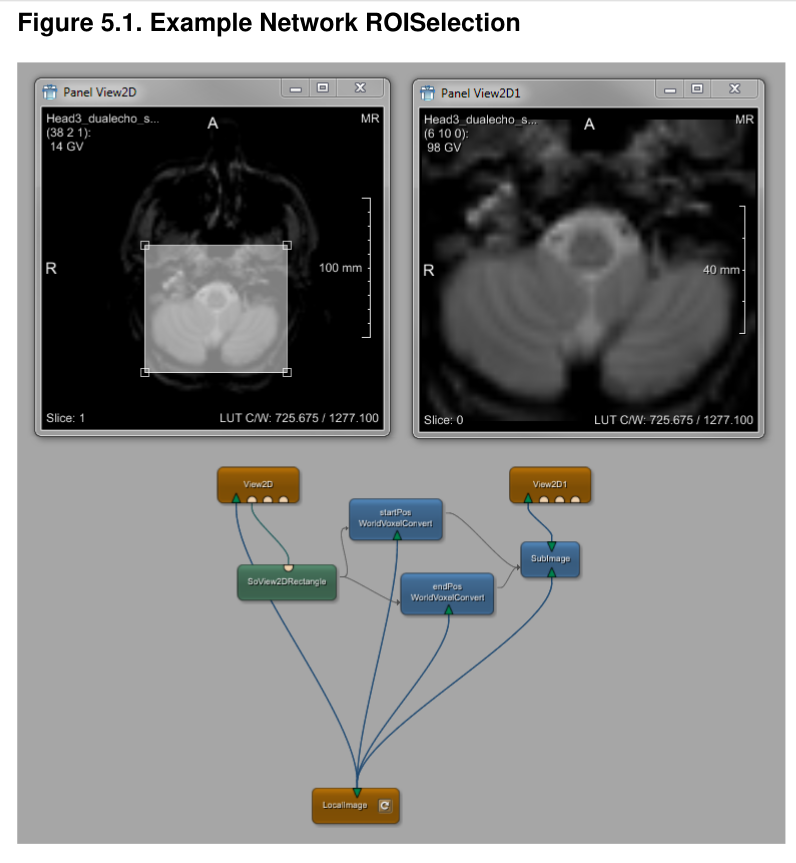 Figure 5.1. Example Network ROISelection
Panel View2D
Head3_dualecho_s...
(38 2 1):
14 GV
A
MR
R
100 mm
Slice: 1
LUT C/W: 725.675 / 1277.100
Panel View2D1
Head3_dualecho_s...
(6 10 0):
98 GV
A
MR
R
40 mm
Slice: 0
LUT C/W: 725.675 / 1277.100
View2D
View2D1
startPos
WorldVoxelConvert
SubImage
SoView2DRectangle
endPos
WorldVoxelConvert
LocalImage